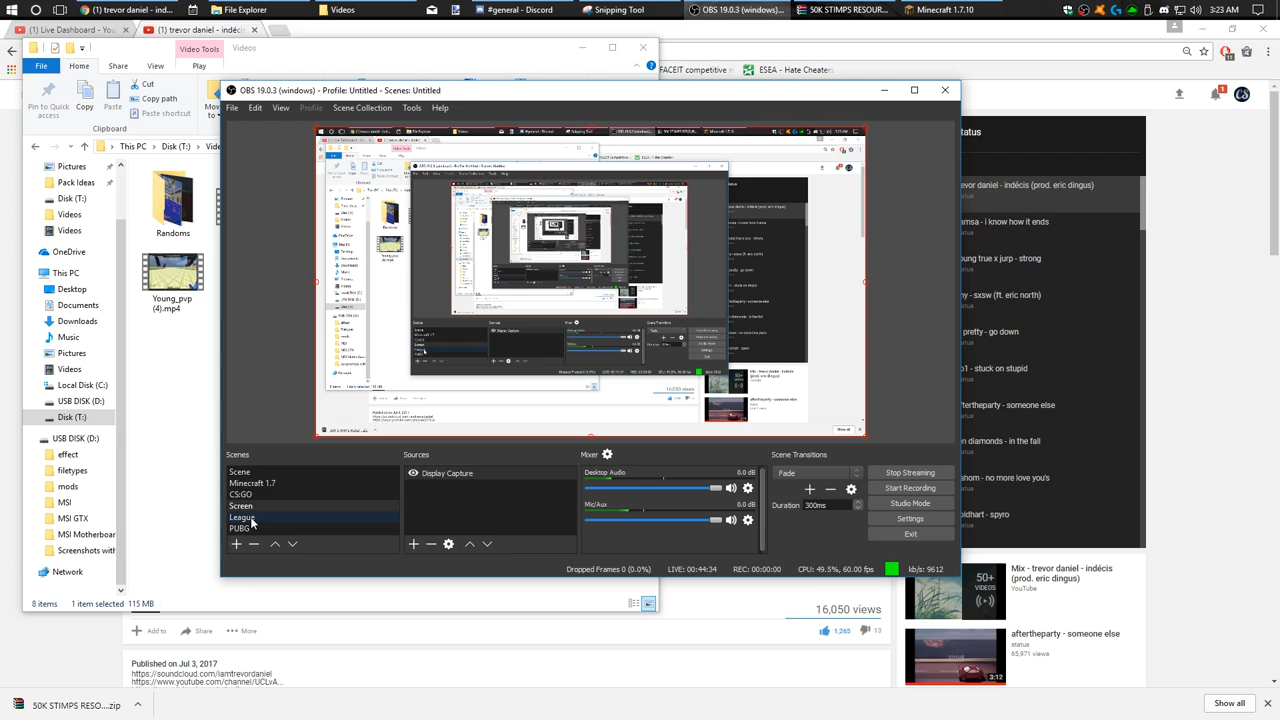 (1) trevor daniel - ind...
File Explorer
Videos
#general - Discord
Snipping Tool
OBS 19.0.3 (windows)...
50K STIMPS RESOUR...
Minecraft 1.7.10
3:23 AM
(1) Live Dashboard - You
(1) trevor daniel - indécis
Video Tools
Videos
File
Home
Share
View
Play
FACEIT competitive
ESEA - Hate Cheaters
Pin to Quick access
Copy
Paste
Cut
Copy path
Paste shortcut
Move to
Clipboard
This PC
Disk (T:)
OBS 19.0.3 (windows) - Profile: Untitled - Scenes: Untitled
File
Edit
View
Profile
Scene Collection
Tools
Help
Pictures
Pack Ideas
Disk (T:)
Videos
Videos
OneDrive
This PC
Desktop
Documents
Downloads
Music
Pictures
Videos
Local Disk (C:)
USB DISK (D:)
Disk (T:)
USB DISK (D:)
effect
filetypes
mods
MSI
MSI GTX
MSI Motherboar
Screenshots with
Network
Randoms
Young_pvp (4).mp4
8 items
1 item selected
115 MB
Scenes
Scene
Minecraft 1.7
CS:GO
Screen
League
PUBG
Sources
Display Capture
Mixer
Desktop Audio
0.0 dB
Mic/Aux
0.0 dB
Scene Transitions
Fade
Duration
300ms
Stop Streaming
Start Recording
Studio Mode
Settings
Exit
Dropped Frames 0 (0.0%)
LIVE: 00:44:34
REC: 00:00:00
CPU: 49.5%, 60.00 fps
kb/s: 9612
evor daniel - indécis (prod. eric dingus)
amsa - i know how it ends
oung true x jurp - strong
ny - sxsw (ft. eric north)
pretty - go down
o1 - stuck on stupid
ftertheparty - someone else
n diamonds - in the fall
ahom - no more love you's
oldhart - spyro
50+
VIDEOS
Mix - trevor daniel - indécis
(prod. eric dingus)
YouTube
aftertheparty - someone else
status
65,971 views
3:12
16,050 views
Add to
Share
More
1,265
13
Published on Jul 3, 2017
https://soundcloud.com/iamtrevordaniel
https://www.youtube.com/channel/UCLvA...
50K STIMPS RESO....zip
Show all